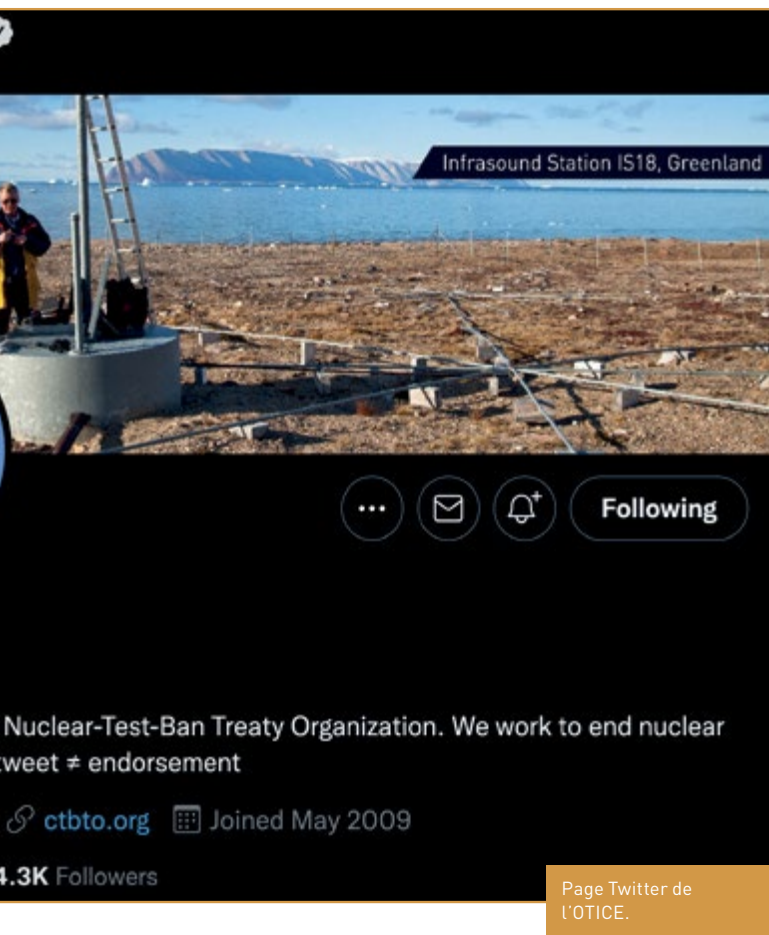 Infrasound Station IS18, Greenland
Following
Nuclear-Test-Ban Treaty Organization. We work to end nuclear
tweet ≠ endorsement
ctbto.org Joined May 2009
4.3K Followers
Page Twitter de
l'OTICE.